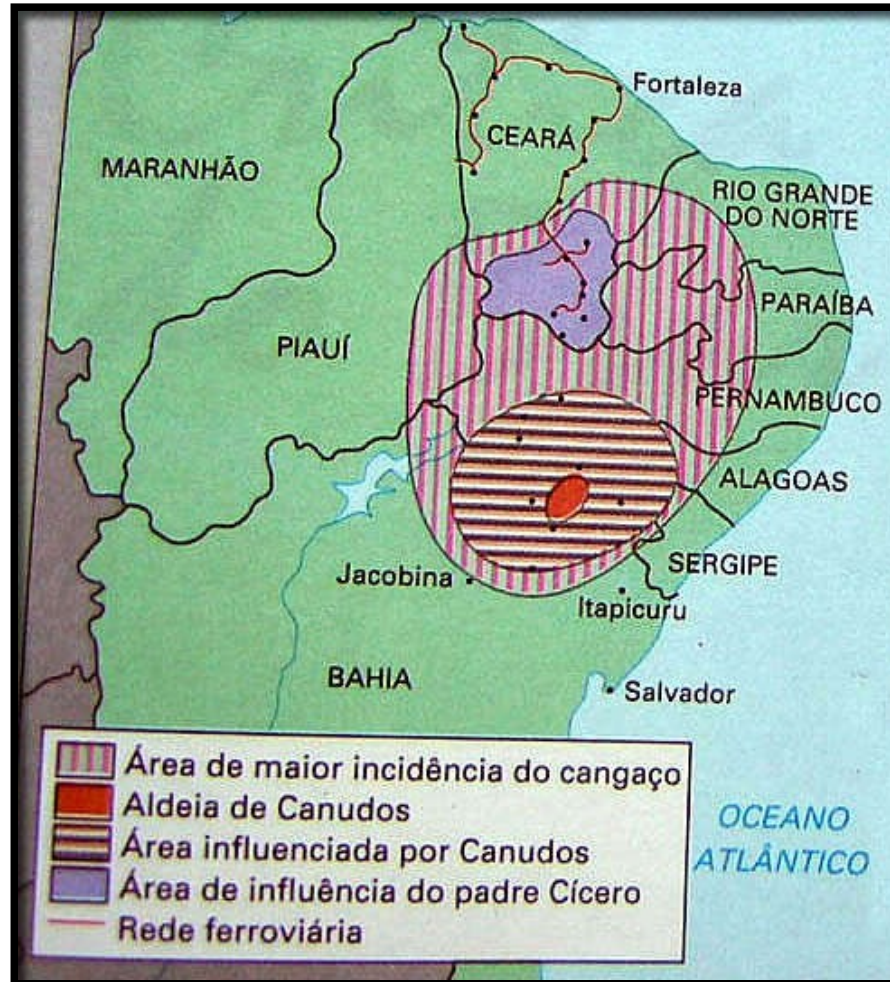 Fortaleza
CEARÁ
MARANHÃO
RIO GRANDE
DO NORTE
PARAÍBA
PIAUÍ
PERNAMBUCO
ALAGOAS
SERGIPE
Jacobina
Itapicuru
BAHIA
Salvador
Área de maior incidência do cangaço
Aldeia de Canudos
Área influenciada por Canudos
Área de influência do padre Cícero
Rede ferroviária
OCEANO
ATLÂNTICO